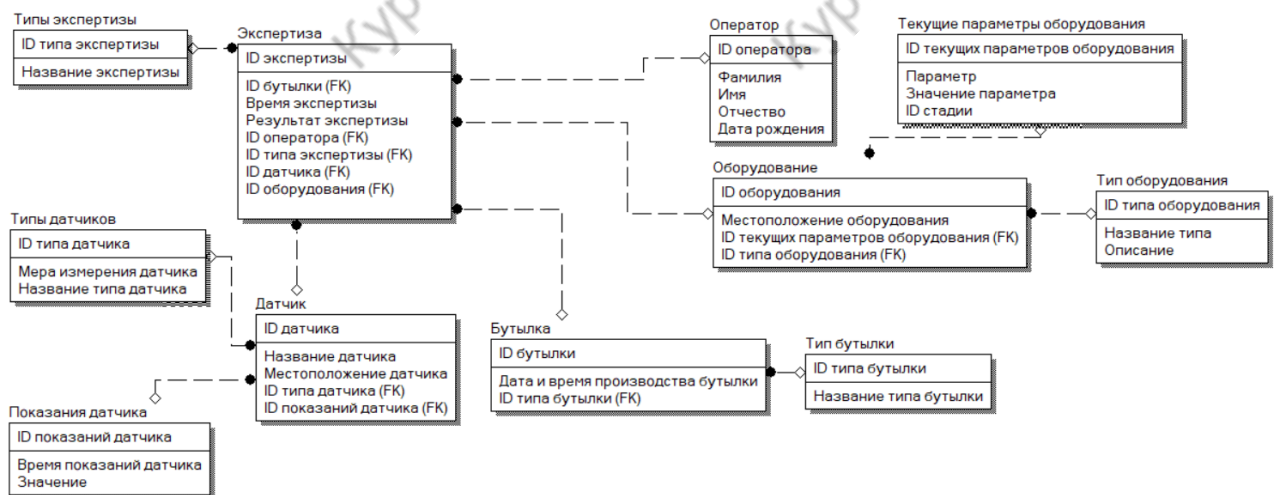 Типы экспертизы
ID типа экспертизы
Название экспертизы
Экспертиза
ID экспертизы
ID бутылки (FK)
Время экспертизы
Результат экспертизы
ID оператора (FK)
ID типа экспертизы (FK)
ID датчика (FK)
ID оборудования (FK)
Оператор
ID оператора
Фамилия
Имя
Отчество
Дата рождения
Текущие параметры оборудования
ID текущих параметров оборудования
Параметр
Значение параметра
ID стадии
Оборудование
ID оборудования
Местоположение оборудования
ID текущих параметров оборудования (FK)
ID типа оборудования (FK)
Тип оборудования
ID типа оборудования
Название типа
Описание
Типы датчиков
ID типа датчика
Мера измерения датчика
Название типа датчика
Датчик
ID датчика
Название датчика
Местоположение датчика
ID типа датчика (FK)
ID показаний датчика (FK)
Бутылка
ID бутылки
Дата и время производства бутылки
ID типа бутылки (FK)
Тип бутылки
ID типа бутылки
Название типа бутылки
Показания датчика
ID показаний датчика
Время показаний датчика
Значение